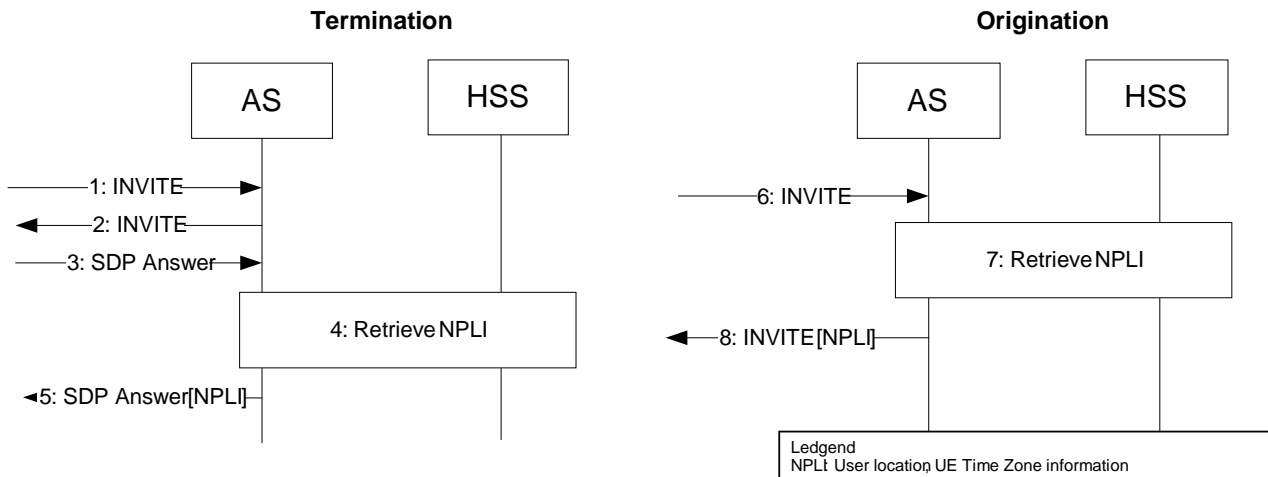 Termination
AS
HSS
1: INVITE
2: INVITE
3: SDP Answer
4: Retrieve NPLI
5: SDP Answer[NPLI]
Origination
AS
HSS
6: INVITE
7: Retrieve NPLI
8: INVITE[NPLI]
Ledgend
NPLI: User location, UE Time Zone information